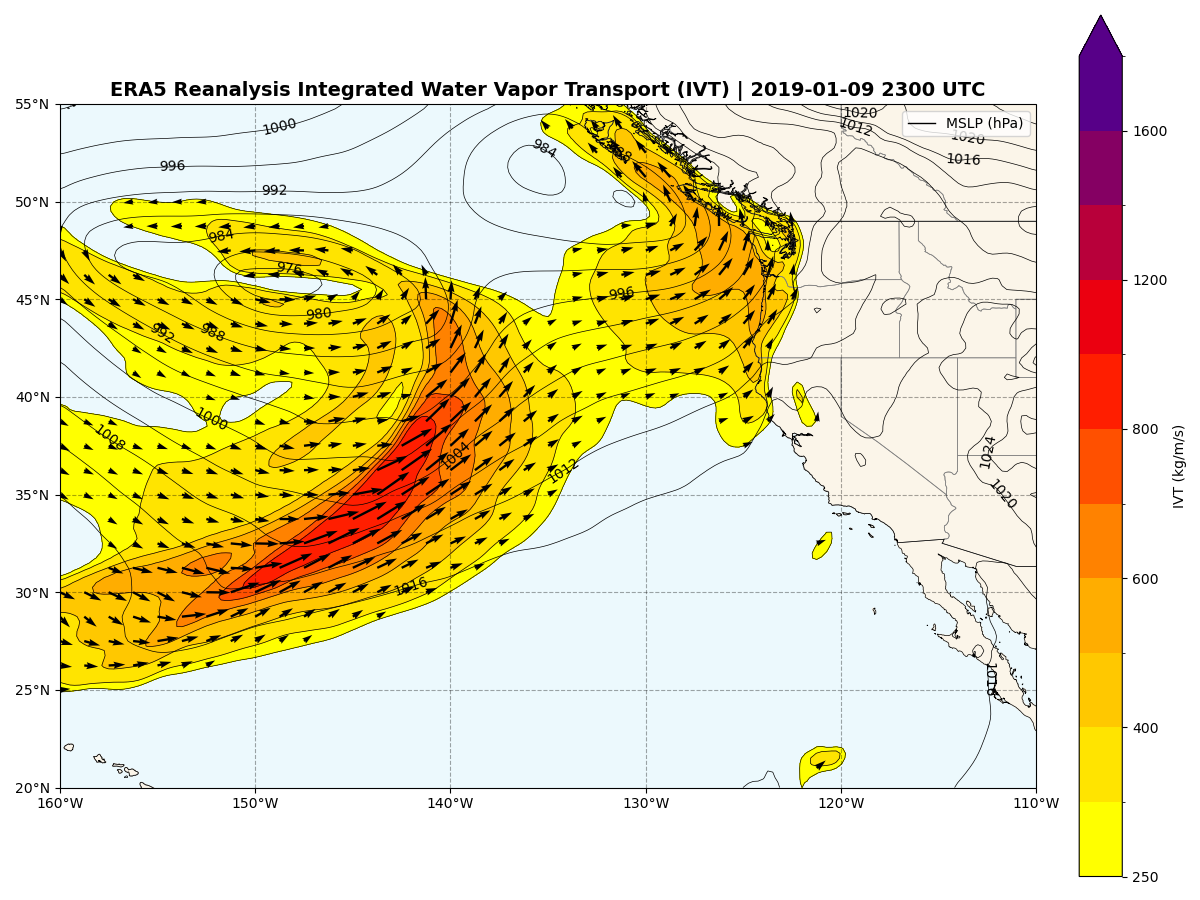 ERA5 Reanalysis Integrated Water Vapor Transport (IVT) | 2019-01-09 2300 UTC
MSLP (hPa)
55°N
50°N
45°N
40°N
35°N
30°N
25°N
20°N
160°W
150°W
140°W
130°W
120°W
110°W
1000
996
992
984
976
980
992
988
1000
1008
1004
1012
1016
996
984
988
1020
1012
1020
1016
1024
1020
1016
1600
1200
800
600
400
250
IVT (kg/m/s)